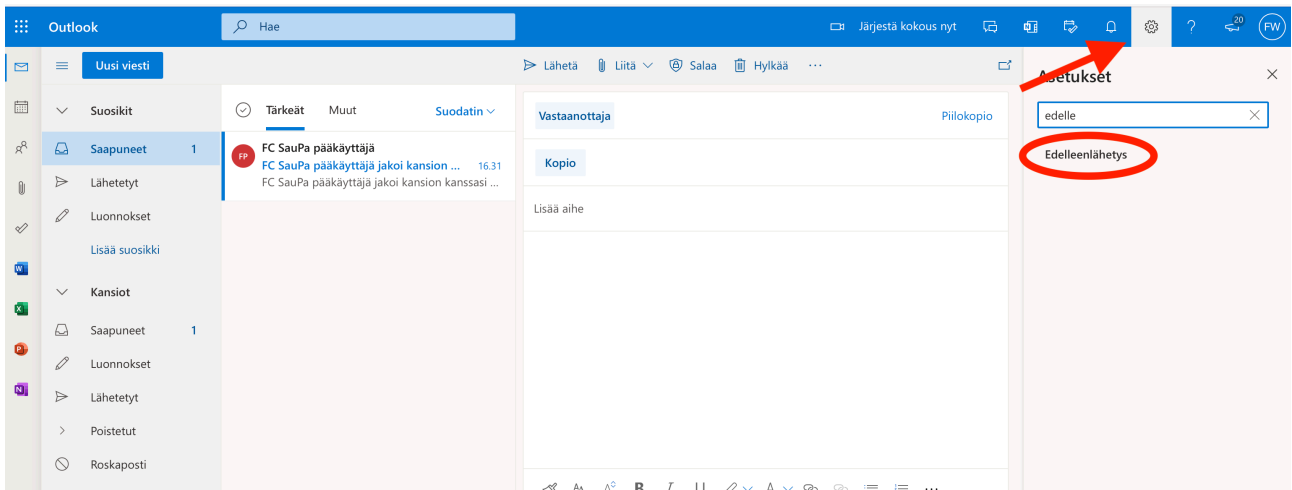 Outlook
Hae
Järjestä kokous nyt
20
FW
Uusi viesti
Lähetä Liitä Salaa Hylkää ...
Suosikit
Saapuneet 1
Lähetetyt
Luonnokset
Lisää suosikki
Kansiot
Saapuneet 1
Luonnokset
Lähetetyt
Poistetut
Roskaposti
Tärkeät Muut Suodatin
FP
FC SauPa pääkäyttäjä
FC SauPa pääkäyttäjä jakoi kansion ... 16.31
FC SauPa pääkäyttäjä jakoi kansion kanssasi ...
Vastaanottaja Piilokopio
Kopio
Lisää aihe
Asetukset
edelle
Edelleenlähetys